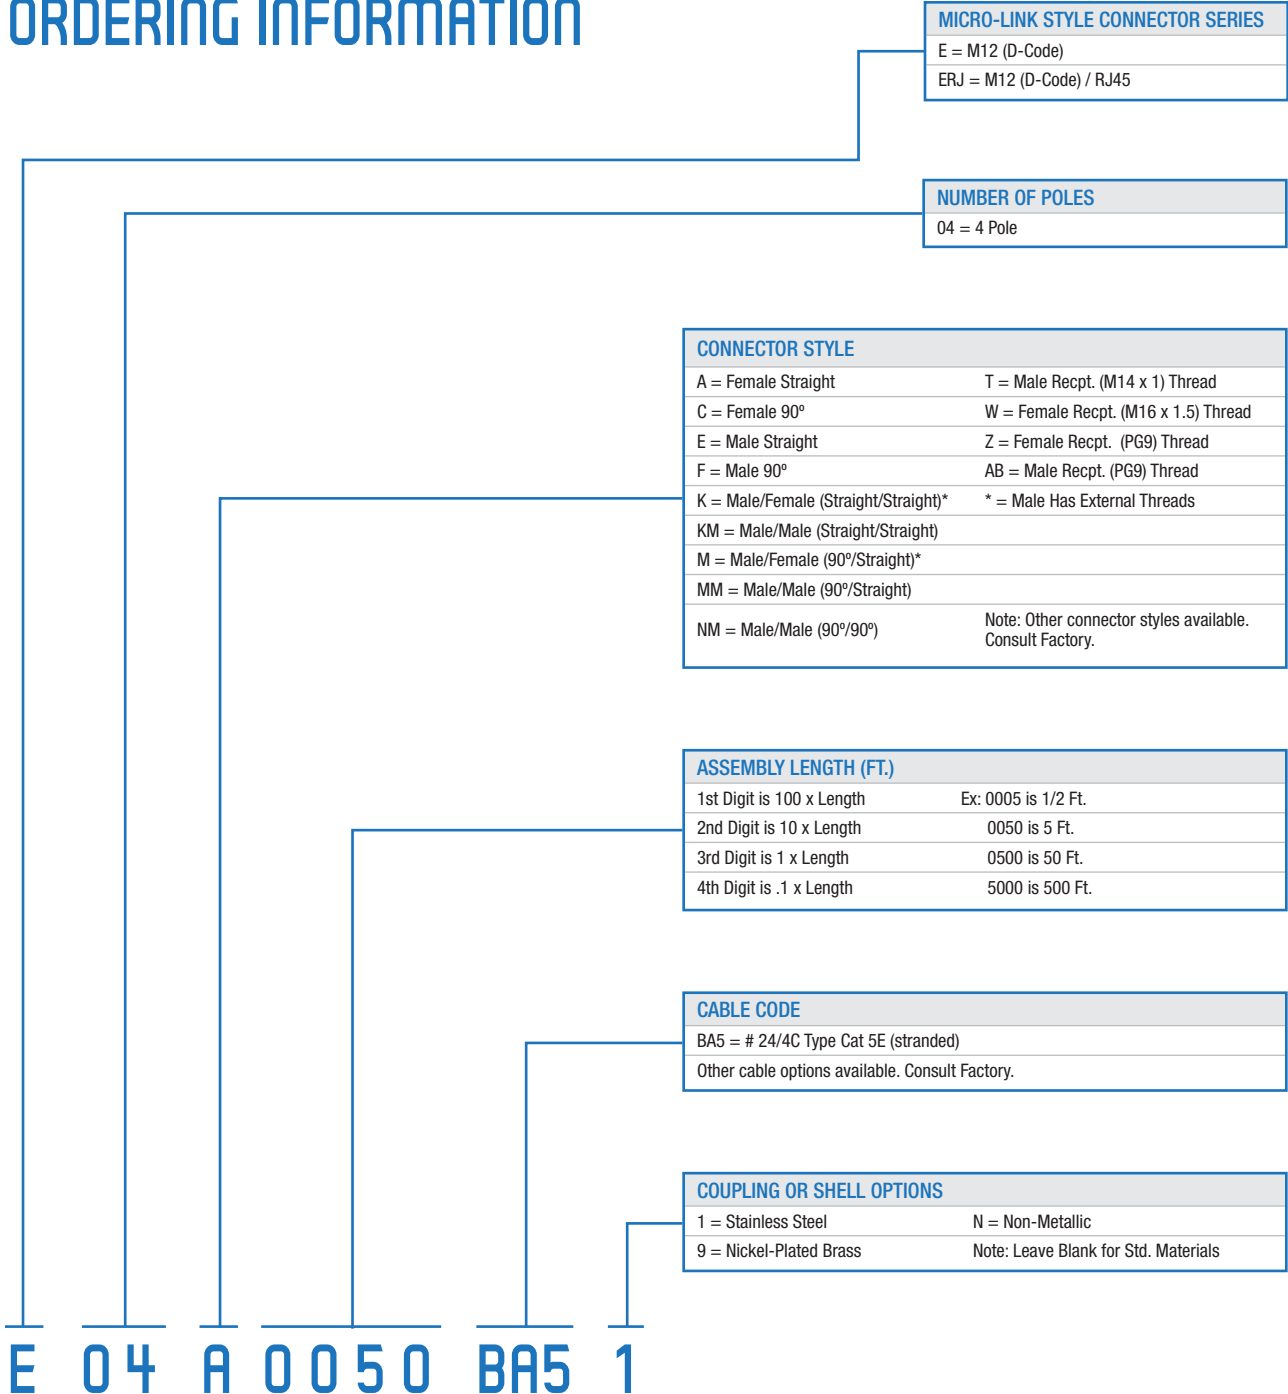 ORDERING INFORMATION
MICRO-LINK STYLE CONNECTOR SERIES
E = M12 (D-Code)
ERJ = M12 (D-Code) / RJ45
NUMBER OF POLES
04 = 4 Pole
CONNECTOR STYLE
A = Female Straight T = Male Recpt. (M14 x 1) Thread
C = Female 90º W = Female Recpt. (M16 x 1.5) Thread
E = Male Straight Z = Female Recpt. (PG9) Thread
F = Male 90º AB = Male Recpt. (PG9) Thread
K = Male/Female (Straight/Straight)* * = Male Has External Threads
KM = Male/Male (Straight/Straight)
M = Male/Female (90º/Straight)*
MM = Male/Male (90º/Straight)
NM = Male/Male (90º/90º) Note: Other connector styles available.
Consult Factory.
ASSEMBLY LENGTH (FT.)
1st Digit is 100 x Length Ex: 0005 is 1/2 Ft.
2nd Digit is 10 x Length 0050 is 5 Ft.
3rd Digit is 1 x Length 0500 is 50 Ft.
4th Digit is .1 x Length 5000 is 500 Ft.
CABLE CODE
BA5 = # 24/4C Type Cat 5E (stranded)
Other cable options available. Consult Factory.
COUPLING OR SHELL OPTIONS
1 = Stainless Steel N = Non-Metallic
9 = Nickel-Plated Brass Note: Leave Blank for Std. Materials
E 04 A 0050 BA5 1